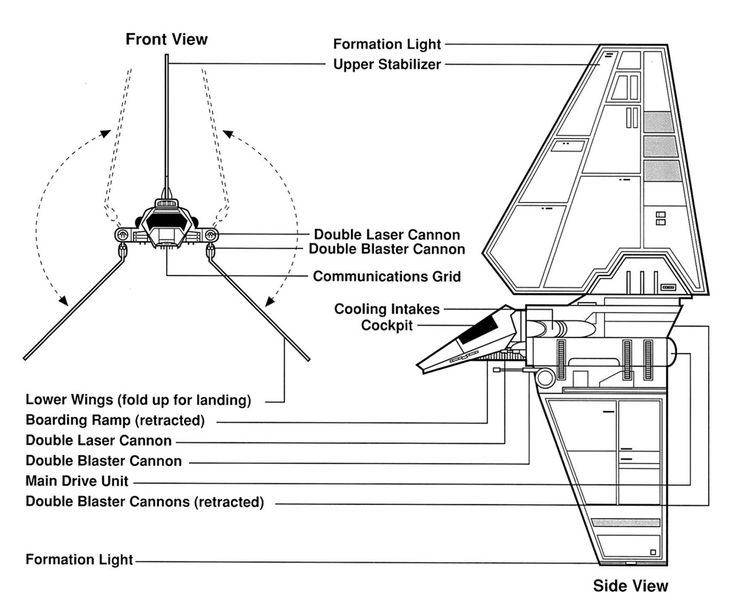 Front View
Formation Light
Upper Stabilizer
Double Laser Cannon
Double Blaster Cannon
Communications Grid
Cooling Intakes
Cockpit
Lower Wings (fold up for landing)
Boarding Ramp (retracted)
Double Laser Cannon
Double Blaster Cannon
Main Drive Unit
Double Blaster Cannons (retracted)
Formation Light
Side View